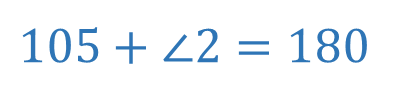 105 + ∠2 = 180